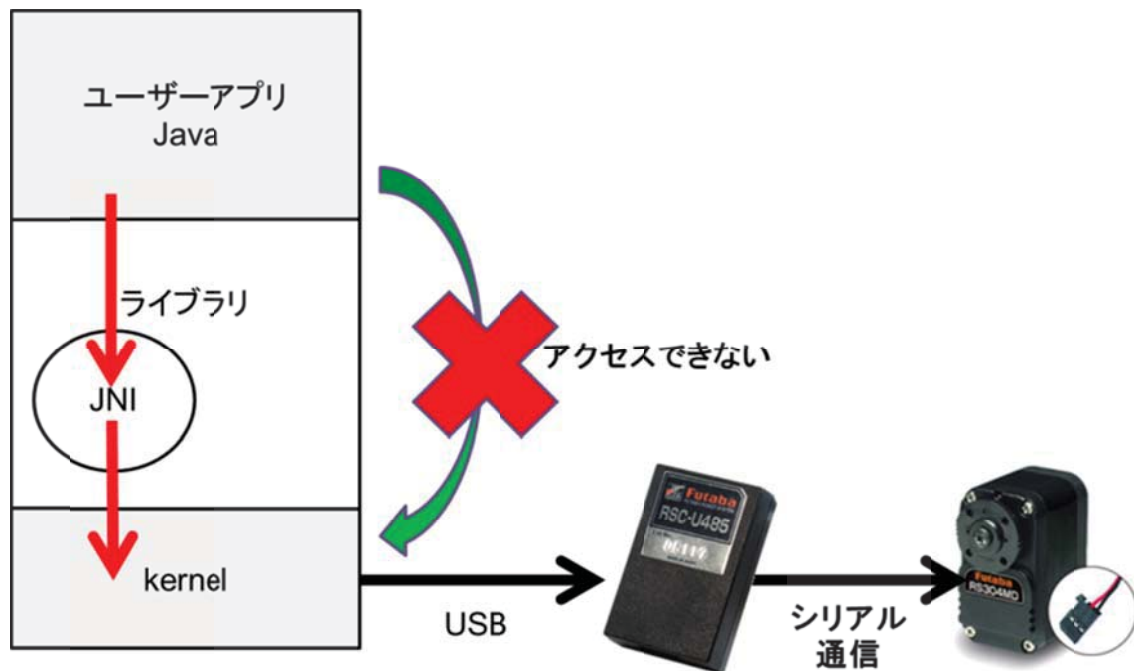 ユーザーアプリ
Java
ライブラリ
JNI
アクセスできない
kernel
USB
Futaba
RSC-U485
シリアル
通信
Futaba
RS304MD